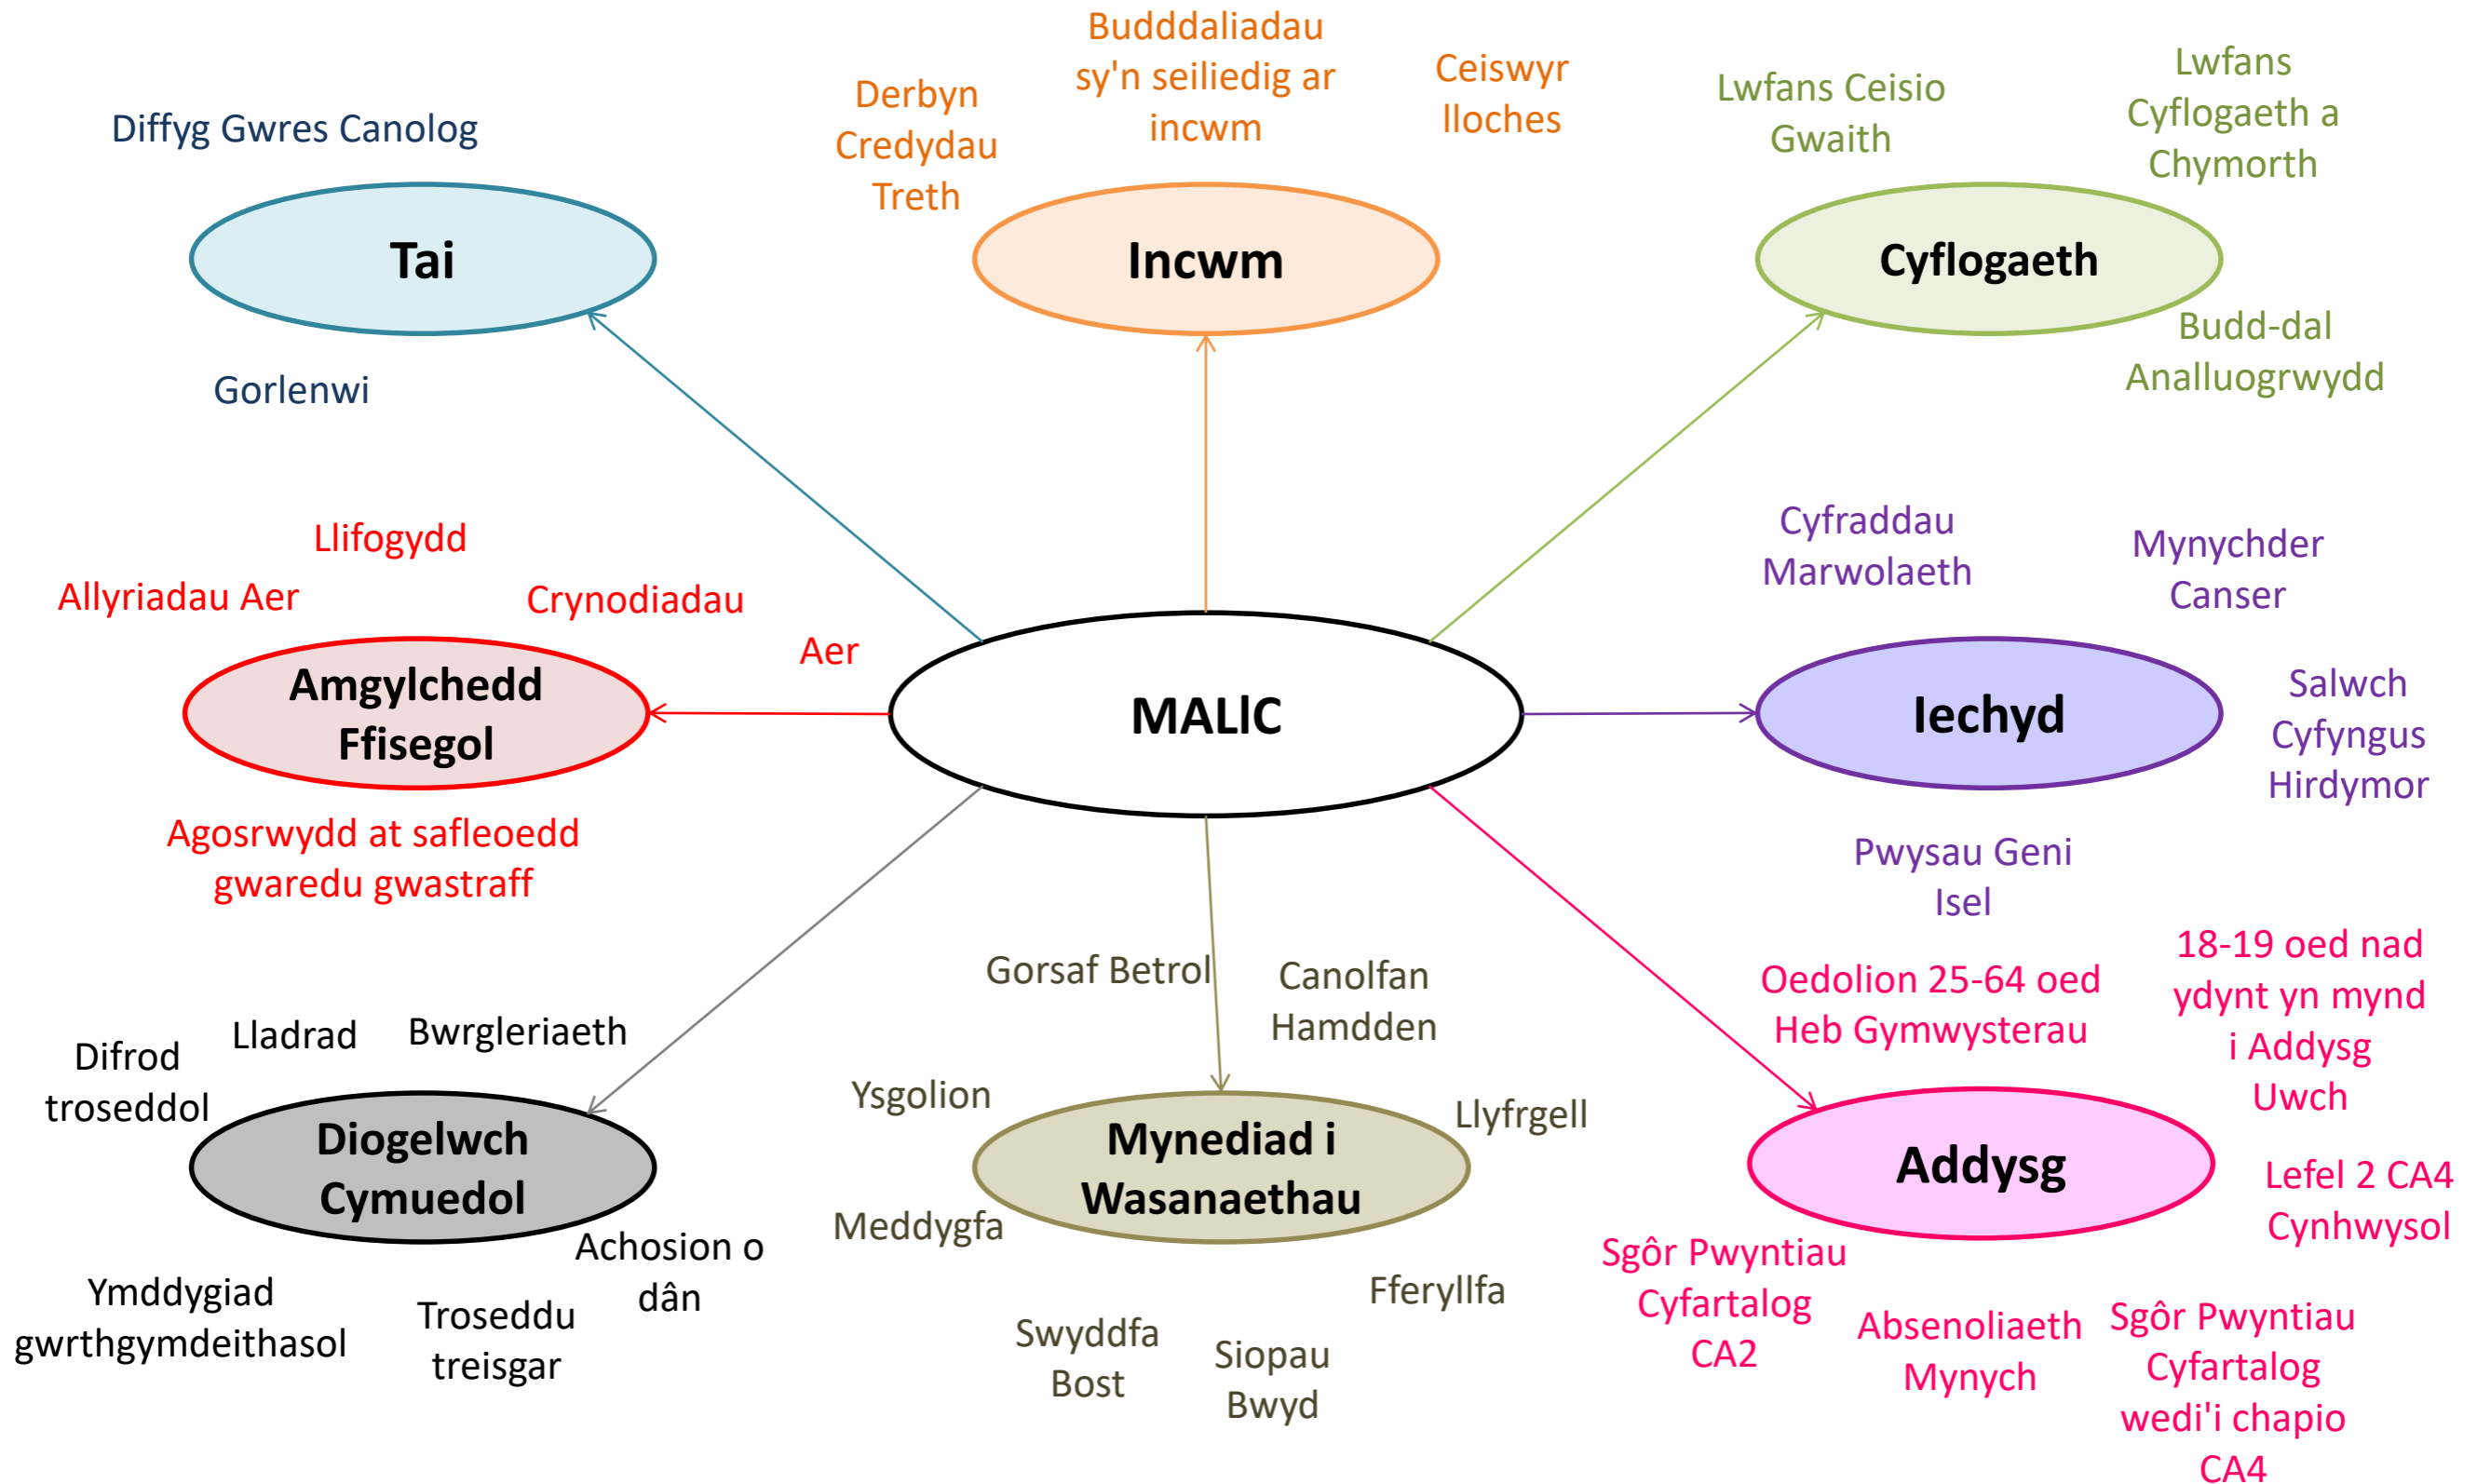 Diffyg Gwres Canolog
Tai
Gorlenwi
Derbyn
Credydau
Treth
Budddaliadau
sy'n seiliedig ar
incwm
Ceiswyr
lloches
Incwm
Lwfans Ceisio
Gwaith
Lwfans
Cyflogaeth a
Chymorth
Cyflogaeth
Budd-dal
Analluogrwydd
Llifogydd
Allyriadau Aer
Crynodiadau
Aer
Amgylchedd
Ffisegol
Agosrwydd at safleoedd
gwaredu gwastraff
MALlC
Cyfraddau
Marwolaeth
Mynychder
Canser
Iechyd
Salwch
Cyfyngus
Hirdymor
Pwysau Geni
Isel
Difrod
troseddol
Lladrad
Bwrgleriaeth
Diogelwch
Cymuedol
Achosion o
dân
Ymddygiad
gwrthgymdeithasol
Troseddu
treisgar
Gorsaf Betrol
Canolfan
Hamdden
Ysgolion
Llyfrgell
Mynediad i
Wasanaethau
Meddygfa
Fferyllfa
Swyddfa
Bost
Siopau
Bwyd
Oedolion 25-64 oed
Heb Gymwysterau
18-19 oed nad
ydynt yn mynd
i Addysg
Uwch
Addysg
Lefel 2 CA4
Cynhwysol
Sgôr Pwyntiau
Cyfartalog
CA2
Absenoliaeth
Mynych
Sgôr Pwyntiau
Cyfartalog
wedi'i chapio
CA4